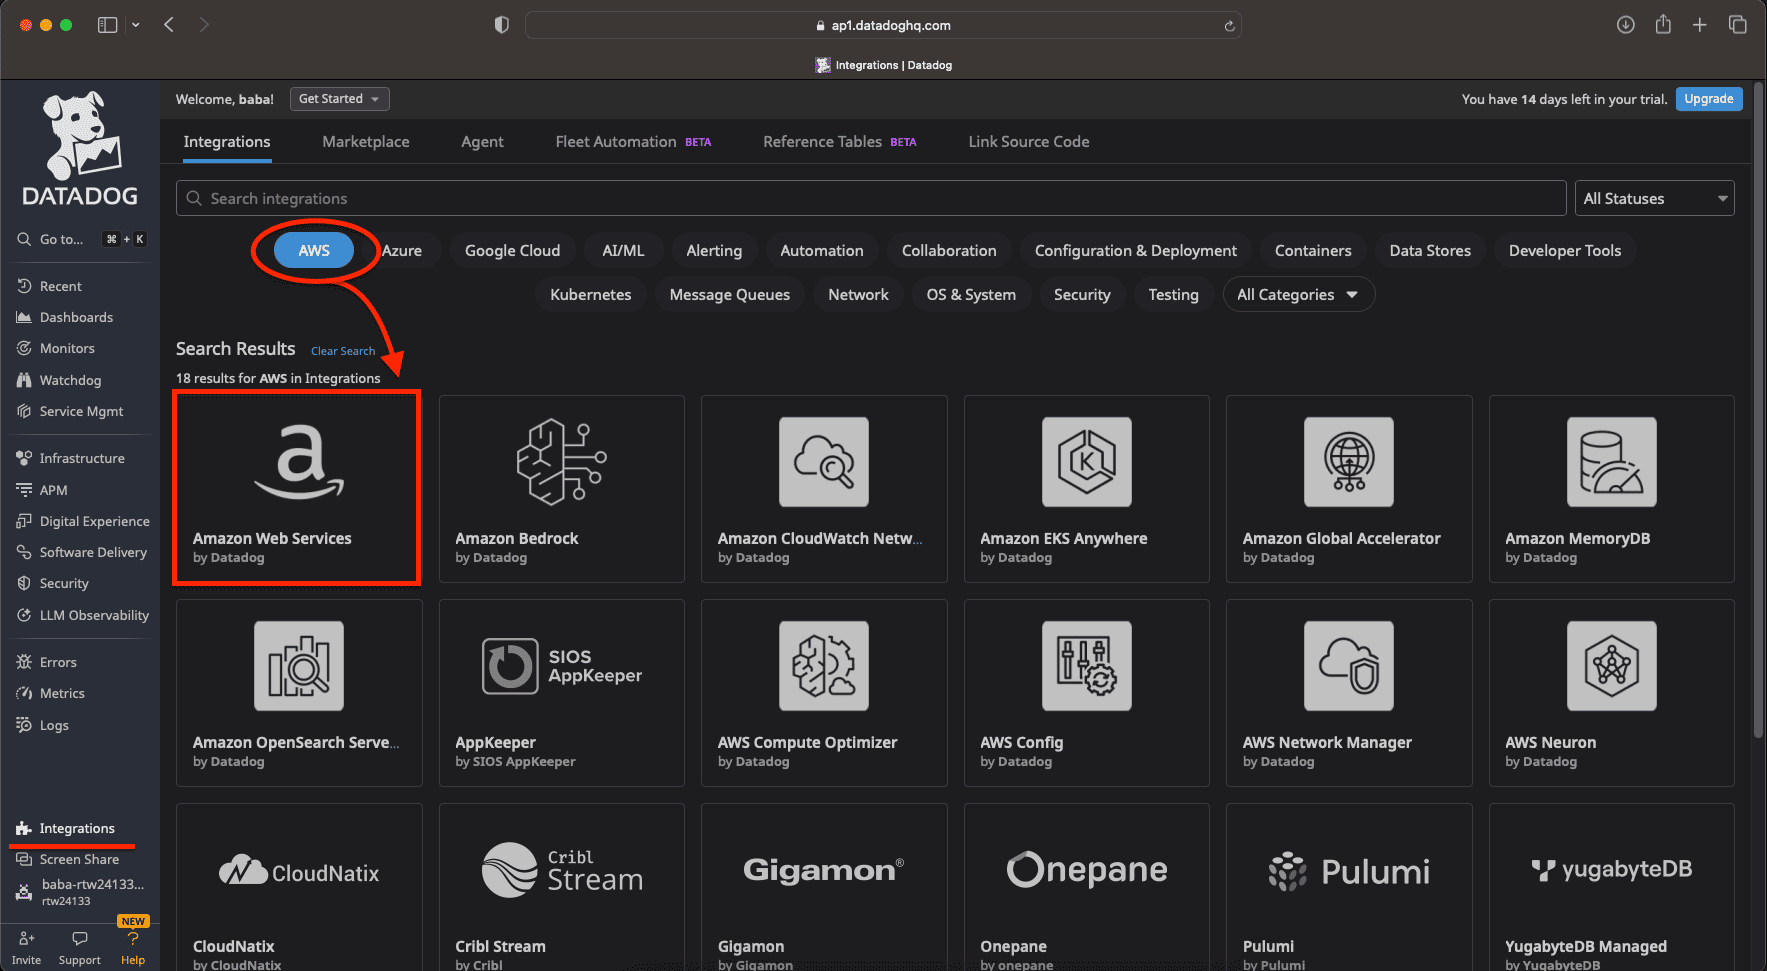 ap1.datadoghq.com
Integrations | Datadog
DATADOG
Go to... ⌘ + K
Recent
Dashboards
Monitors
Watchdog
Service Mgmt
Infrastructure
APM
Digital Experience
Software Delivery
Security
LLM Observability
Errors
Metrics
Logs
Integrations
Screen Share
baba-rtw24133...
rtw24133
NEW
Invite Support Help
Welcome, baba! Get Started
You have 14 days left in your trial. Upgrade
Integrations Marketplace Agent Fleet Automation BETA Reference Tables BETA Link Source Code
Search integrations All Statuses
AWS Azure Google Cloud AI/ML Alerting Automation Collaboration Configuration & Deployment Containers Data Stores Developer Tools
Kubernetes Message Queues Network OS & System Security Testing All Categories
Search Results Clear Search
18 results for AWS in Integrations
Amazon Web Services
by Datadog
Amazon Bedrock
by Datadog
Amazon CloudWatch Netw...
by Datadog
Amazon EKS Anywhere
by Datadog
Amazon Global Accelerator
by Datadog
Amazon MemoryDB
by Datadog
Amazon OpenSearch Serve...
by Datadog
SIOS
AppKeeper
AppKeeper
by SIOS AppKeeper
AWS Compute Optimizer
by Datadog
AWS Config
by Datadog
AWS Network Manager
by Datadog
AWS Neuron
by Datadog
CloudNatix
CloudNatix
by CloudNatix
Cribl
Stream
Cribl Stream
by Cribl
Gigamon®
Gigamon
by Gigamon
Onepane
Onepane
by onepane
Pulumi
Pulumi
by Pulumi
yugabyteDB
YugabyteDB Managed
by YugabyteDB